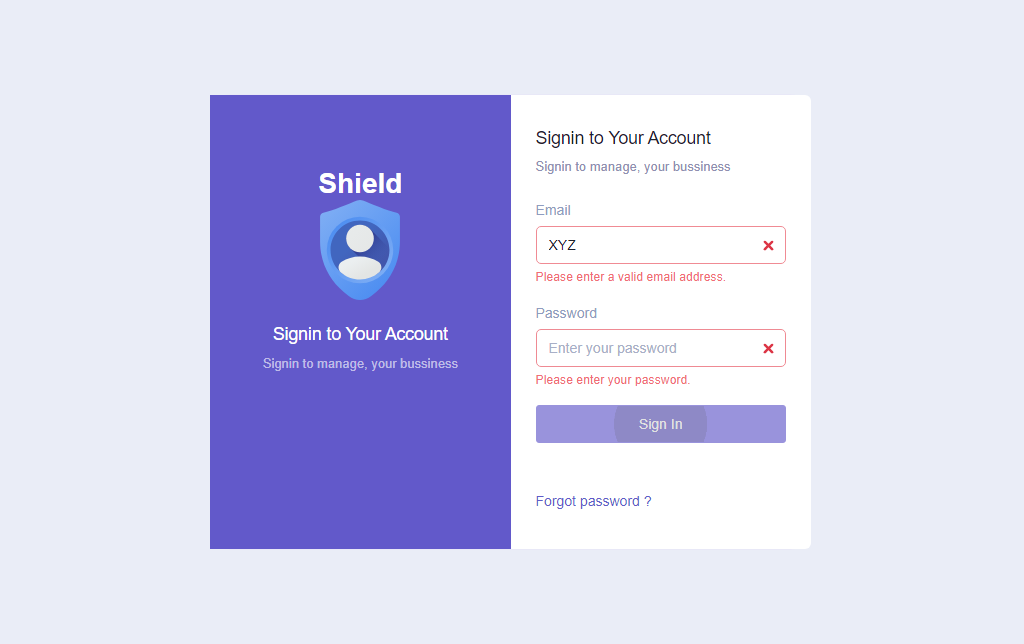 Shield
Signin to Your Account
Signin to manage, your bussiness
Signin to Your Account
Signin to manage, your bussiness
Email
XYZ
Please enter a valid email address.
Password
Enter your password
Please enter your password.
Sign In
Forgot password ?